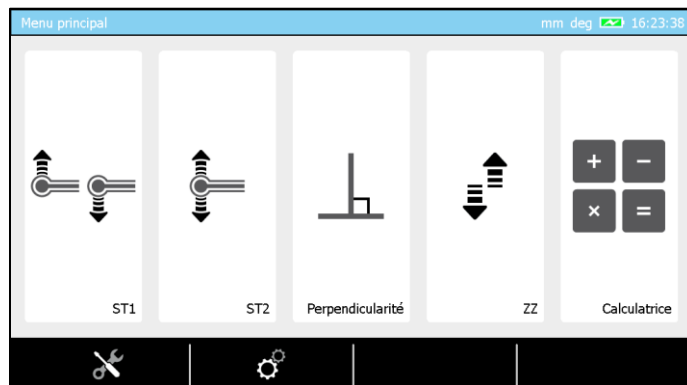 Menu principal
mm deg 16:23:38
+ −
× =
ST1
ST2
Perpendicularité
ZZ
Calculatrice